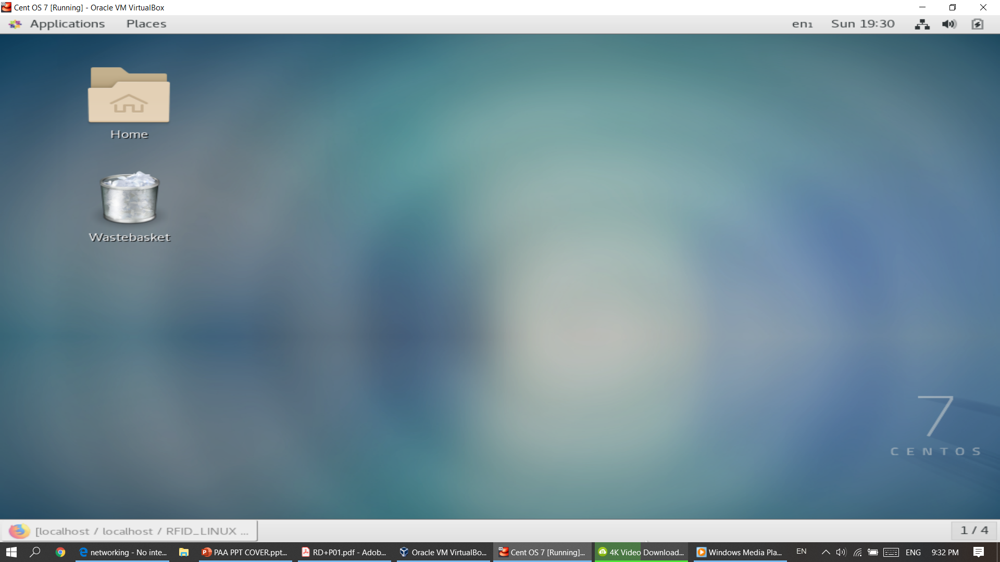 Cent OS 7 [Running] - Oracle VM VirtualBox
Applications Places en₁ Sun 19:30
Home
Wastebasket
7
CENTOS
[localhost / localhost / RFID_LINUX ... 1 / 4
networking - No inte... PAA PPT COVER.ppt... RD+P01.pdf - Adob... Oracle VM VirtualBo... Cent OS 7 [Running]... 4K Video Download... Windows Media Pla... EN ENG 9:32 PM